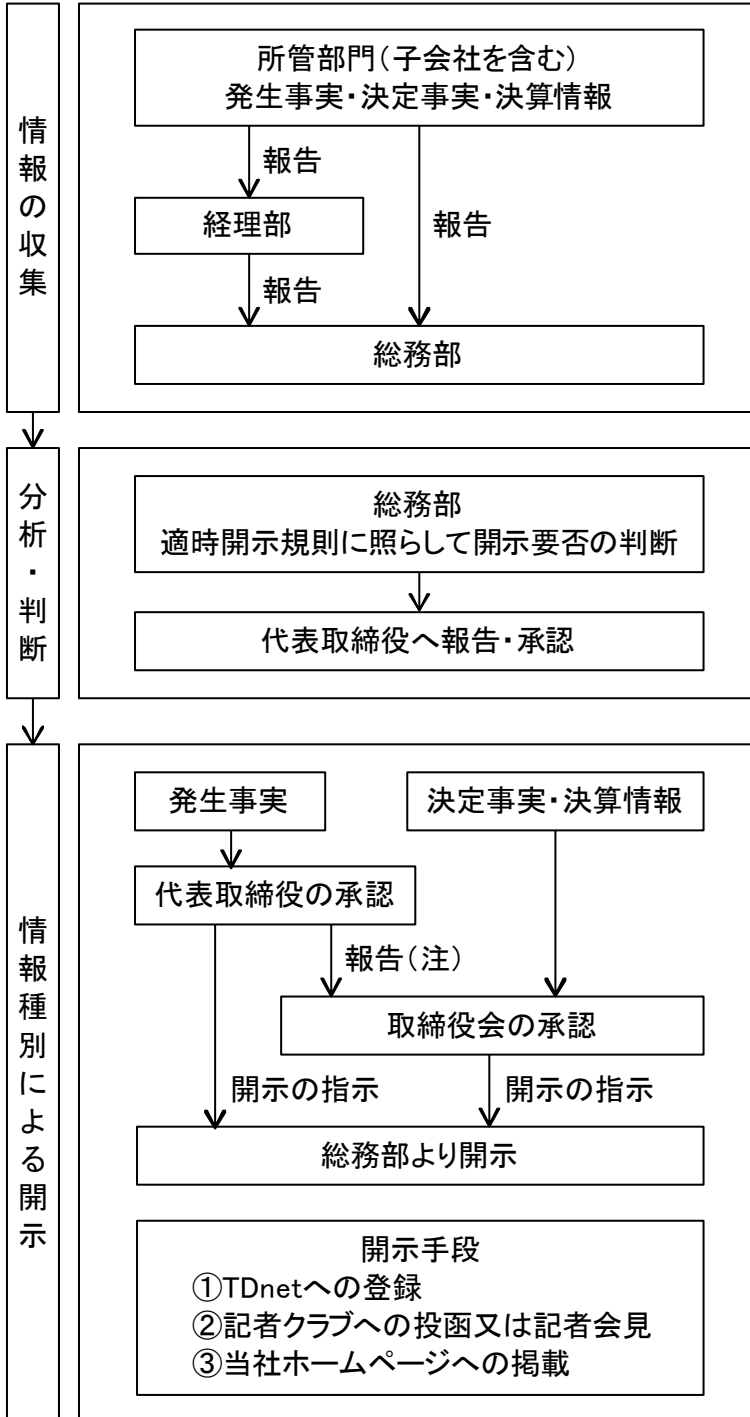 情報の収集
所管部門（子会社を含む）
発生事実・決定事実・決算情報
報告
経理部
報告
報告
総務部
分析・判断
総務部
適時開示規則に照らして開示要否の判断
代表取締役へ報告・承認
情報種別による開示
発生事実
決定事実・決算情報
代表取締役の承認
報告（注）
取締役会の承認
開示の指示
開示の指示
総務部より開示
開示手段
①TDnetへの登録
②記者クラブへの投函又は記者会見
③当社ホームページへの掲載